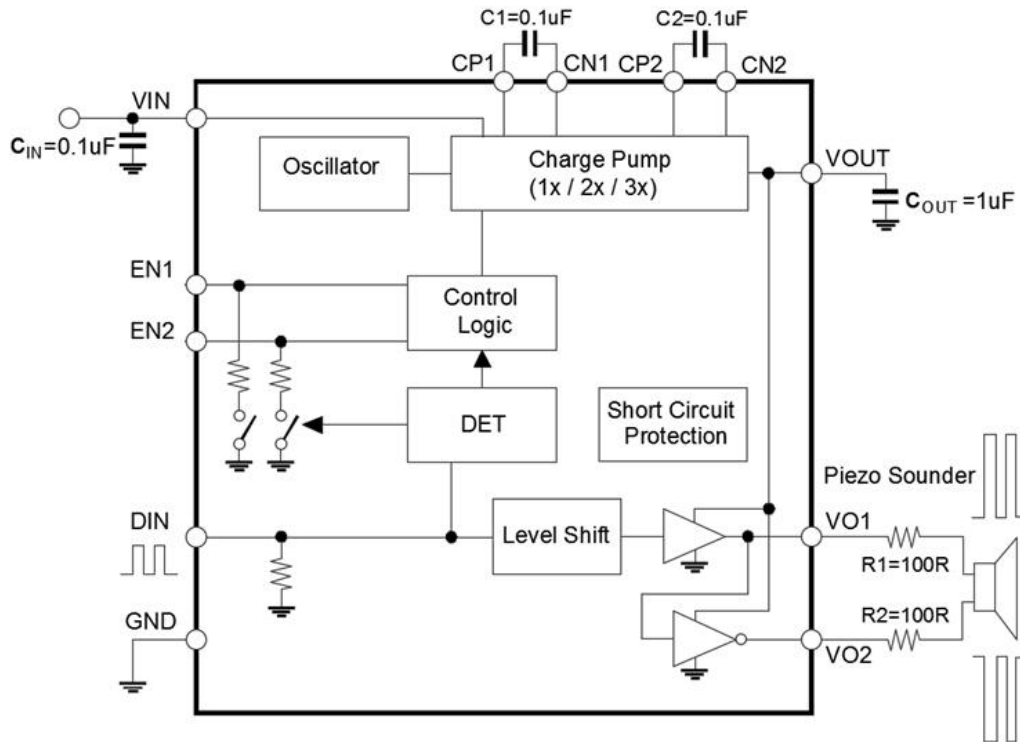 C1=0.1uF
C2=0.1uF
CP1
CN1
CP2
CN2
VIN
CIN=0.1uF
Oscillator
Charge Pump
(1x / 2x / 3x)
VOUT
COUT =1uF
EN1
Control
Logic
EN2
DET
Short Circuit
Protection
Piezo Sounder
DIN
Level Shift
VO1
R1=100R
GND
R2=100R
VO2